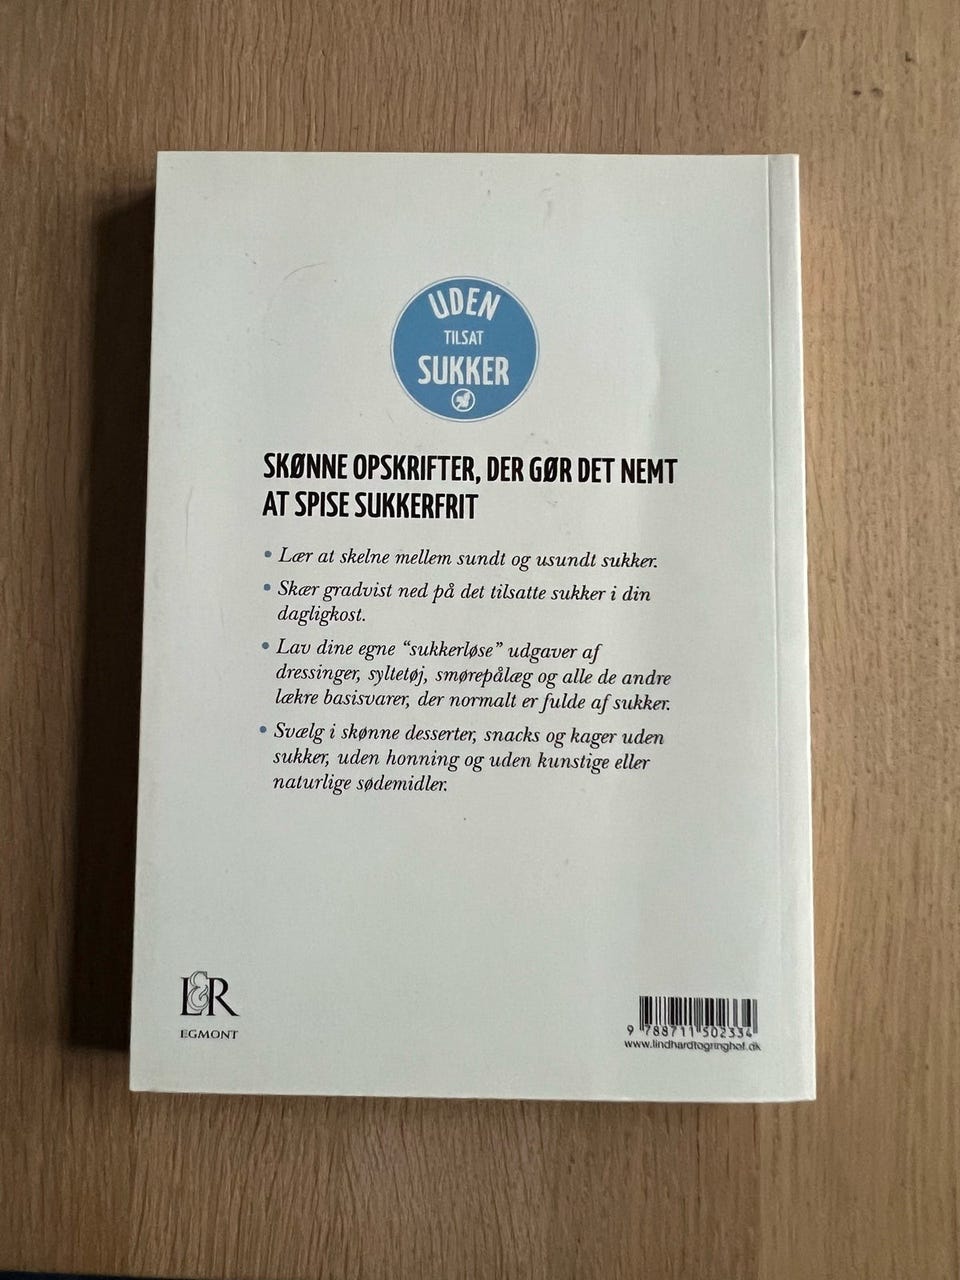 UDEN
TILSAT
SUKKER
SKØNNE OPSKRIFTER, DER GØR DET NEMT
AT SPISE SUKKERFRIT
• Lær at skelne mellem sundt og usundt sukker.
• Skær gradvist ned på det tilsatte sukker i din
dagligkost.
• Lav dine egne “sukkerløse” udgaver af
dressinger, syltetøj, smørepålæg og alle de andre
lækre basisvarer, der normalt er fulde af sukker.
• Svælg i skønne desserter, snacks og kager uden
sukker, uden honning og uden kunstige eller
naturlige sødemidler.
L&R
EGMONT
9 788711 502334
www.lindhardtogringhof.dk